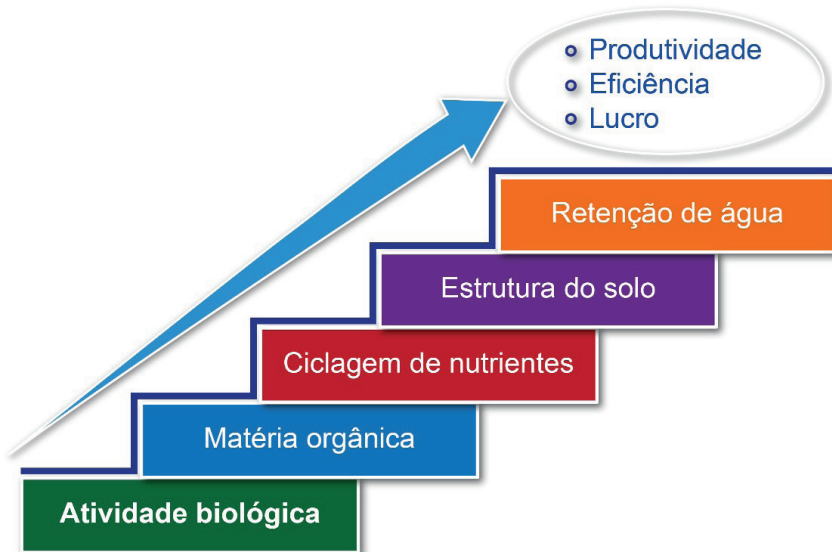 Produtividade
Eficiência
Lucro
Retenção de água
Estrutura do solo
Ciclagem de nutrientes
Matéria orgânica
Atividade biológica